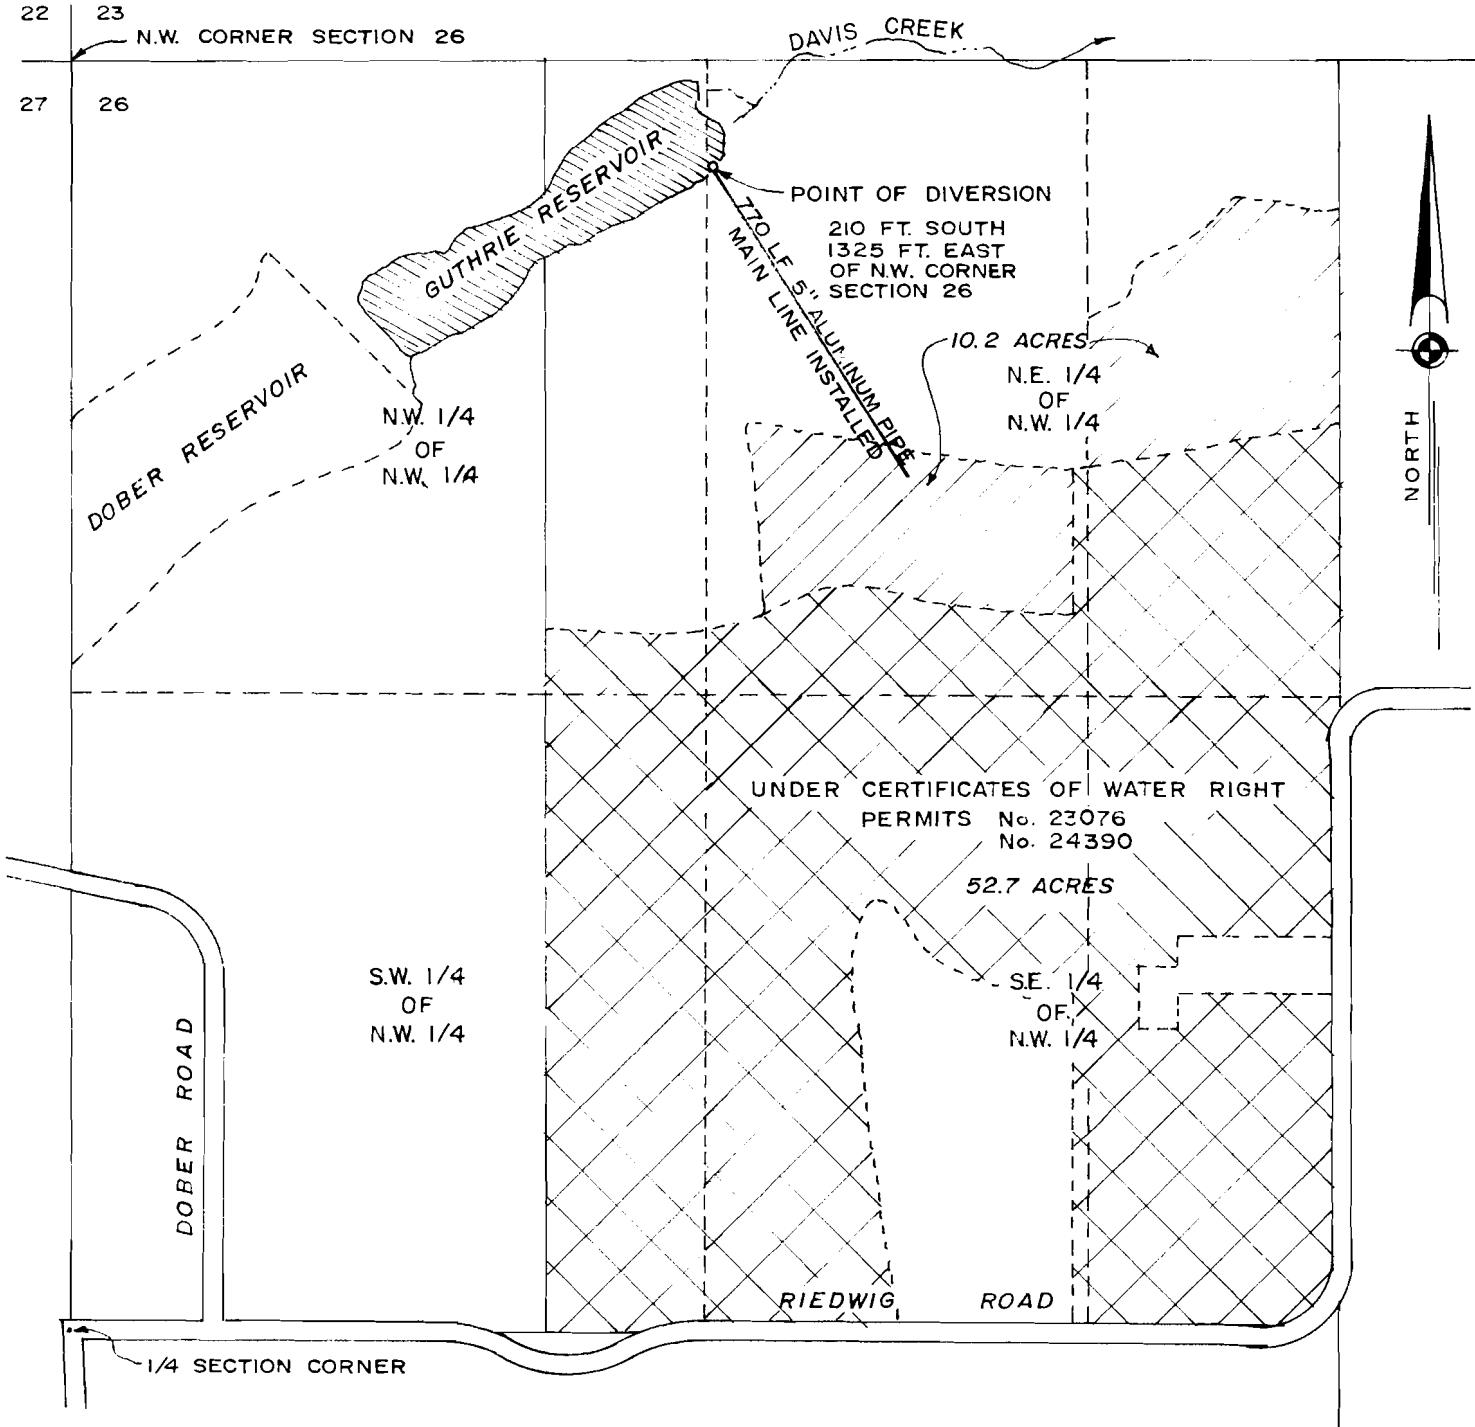 22 23
N.W. CORNER SECTION 26
27 26
DAVIS CREEK
GUTHRIE RESERVOIR
POINT OF DIVERSION
210 FT. SOUTH
1325 FT. EAST
OF N.W. CORNER
SECTION 26
770 LF 5" ALUMINUM PIPE
MAIN LINE INSTALLED
10.2 ACRES
N.E. 1/4
OF
N.W. 1/4
DOBER RESERVOIR
N.W. 1/4
OF
N.W. 1/4
NORTH
UNDER CERTIFICATES OF WATER RIGHT
PERMITS No. 23076
No. 24390
52.7 ACRES
S.W. 1/4
OF
N.W. 1/4
S.E. 1/4
OF
N.W. 1/4
DOBER ROAD
RIEDWIG ROAD
1/4 SECTION CORNER